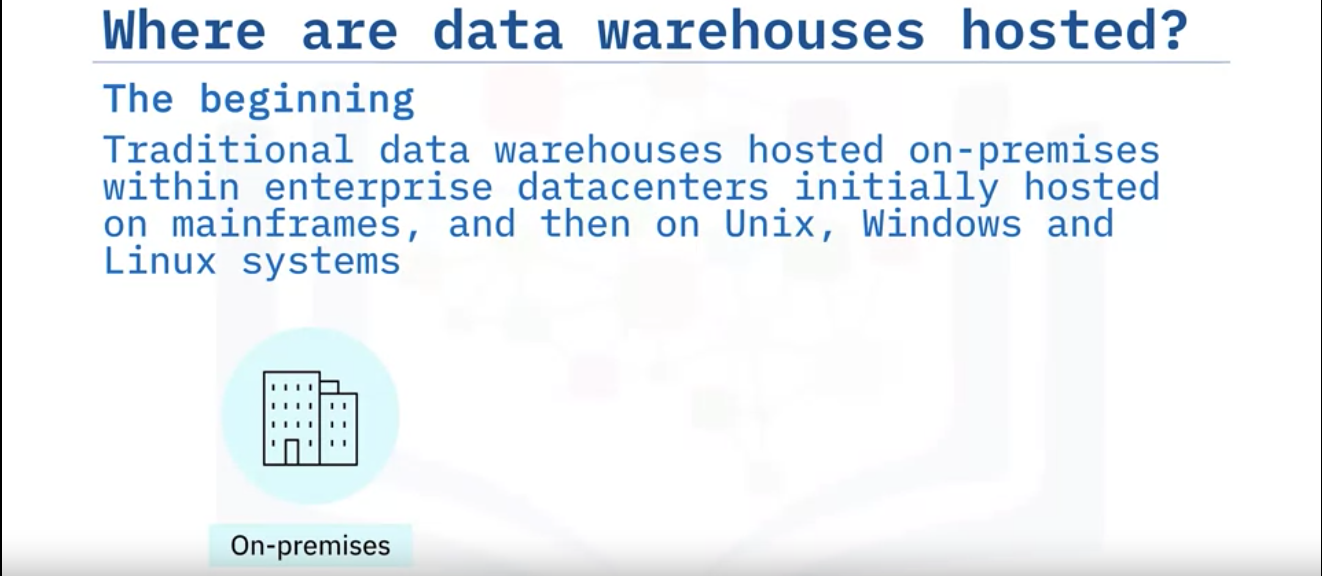 Where are data warehouses hosted?
The beginning
Traditional data warehouses hosted on-premises
within enterprise datacenters initially hosted
on mainframes, and then on Unix, Windows and
Linux systems
On-premises